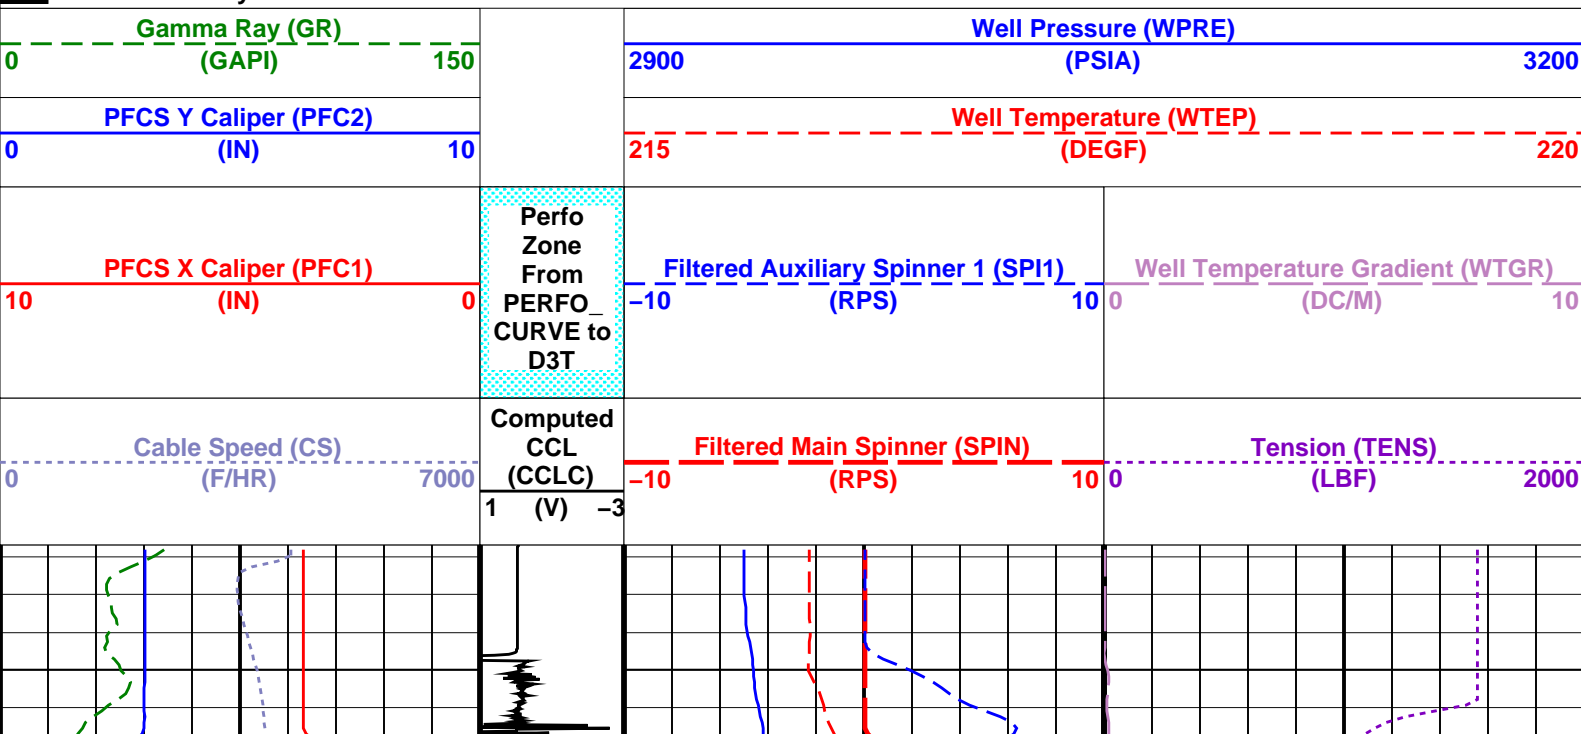 Gamma Ray (GR)
0 (GAPI) 150
Well Pressure (WPRE)
2900 (PSIA) 3200
PFCS Y Caliper (PFC2)
0 (IN) 10
Well Temperature (WTEP)
215 (DEGF) 220
PFCS X Caliper (PFC1)
10 (IN) 0
Perfo
Zone
From
PERFO_
CURVE to
D3T
Filtered Auxiliary Spinner 1 (SPI1)
−10 (RPS) 10
Well Temperature Gradient (WTGR)
0 (DC/M) 10
Cable Speed (CS)
0 (F/HR) 7000
Computed
CCL
(CCLC)
1 (V) −3
Filtered Main Spinner (SPIN)
−10 (RPS) 10
Tension (TENS)
0 (LBF) 2000